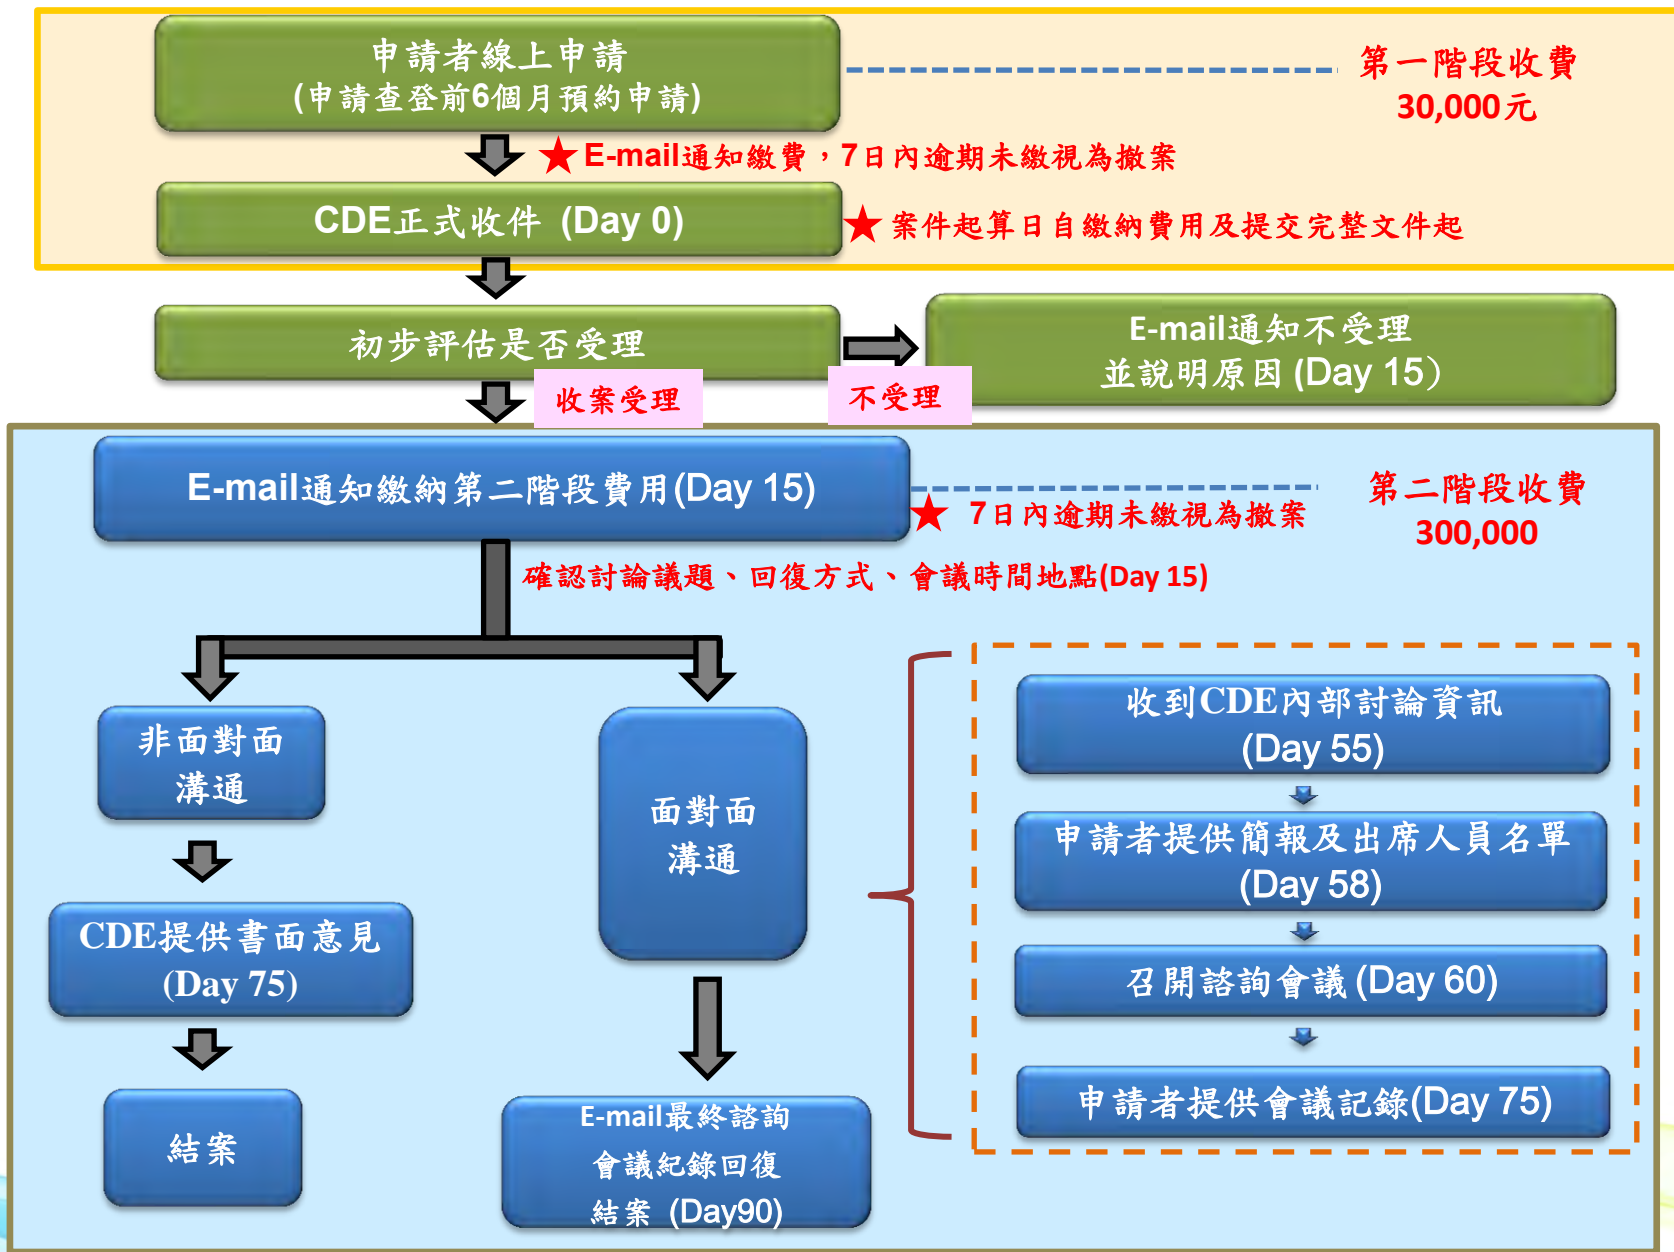 申請者線上申請
(申請查登前6個月預約申請)
第一階段收費
30,000元
★E-mail通知繳費，7日內逾期未繳視為撤案
CDE正式收件 (Day 0)
★案件起算日自繳納費用及提交完整文件起
初步評估是否受理
E-mail通知不受理
並說明原因 (Day 15）
收案受理
不受理
E-mail通知繳納第二階段費用(Day 15)
第二階段收費
300,000
★ 7日內逾期未繳視為撤案
確認討論議題、回復方式、會議時間地點(Day 15)
非面對面
溝通
CDE提供書面意見
(Day 75)
結案
面對面
溝通
E-mail最終諮詢
會議紀錄回復
結案 (Day90)
收到CDE內部討論資訊
(Day 55)
申請者提供簡報及出席人員名單
(Day 58)
召開諮詢會議 (Day 60)
申請者提供會議記錄(Day 75)